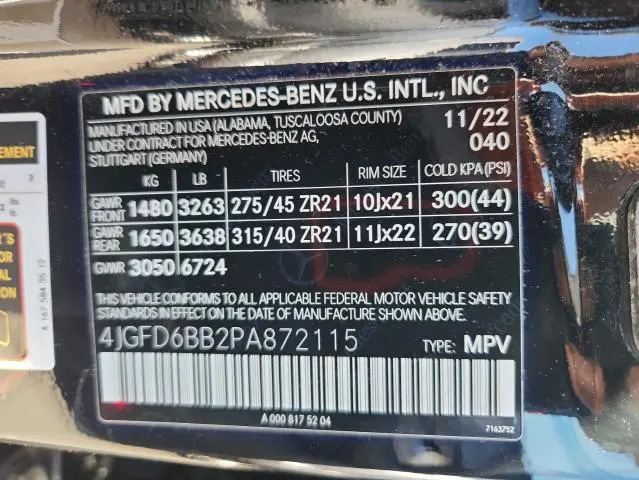 MFD BY MERCEDES-BENZ U.S. INTL., INC
MANUFACTURED IN USA (ALABAMA, TUSCALOOSA COUNTY) 11/22
UNDER CONTRACT FOR MERCEDES-BENZ AG, 040
STUTTGART (GERMANY)
KG LB TIRES RIM SIZE COLD KPA(PSI)
GAWR FRONT 1480 3263 275/45 ZR21 10Jx21 300(44)
GAWR REAR 1650 3638 315/40 ZR21 11Jx22 270(39)
GVWR 3050 6724
THIS VEHICLE CONFORMS TO ALL APPLICABLE FEDERAL MOTOR VEHICLE SAFETY
STANDARDS IN EFFECT ON THE DATE OF MANUFACTURE SHOWN ABOVE.
4JGFD6BB2PA872115 TYPE: MPV
A 000 817 52 04
7163752
A 167 584 35 12